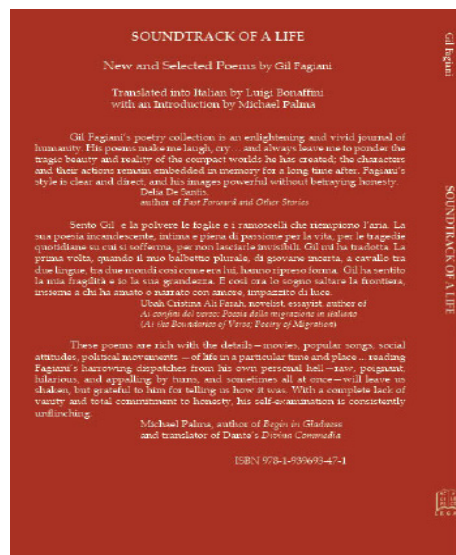 SOUNDTRACK OF A LIFE
New and Selected Poems by Gil Fagiani
Translated into Italian by Luigi Bonaffini
with an Introduction by Michael Palma
Gil Fagiani's poetry collection is an enlightening and vivid journal of
humanity. His poems make me laugh, cry…and always leave me to ponder the
tragic beauty and reality of the compact worlds he has created; the characters
and their actions remain embedded in memory for a long time after. Fagiani's
style is clear and direct, and his images powerful without betraying honesty.
Delia De Santis,
author of Fast Forward and Other Stories
Sento Gil e la polvere le foglie e i ramoscelli che riempiono l'aria. La
sua poesia incandescente, intima e piena di passione per la vita, per le tragedie
quotidiane su cui si sofferma, per non lasciarle invisibili. Gil mi ha tradotta. La
prima volta, quando il mio balbettio plurale, di giovane incerta, a cavallo tra
due lingue, tra due mondi così come era lui, hanno ripreso forma. Gil ha sentito
la mia fragilità e io la sua grandezza. E così ora lo sogno saltare la frontiera,
insieme a chi ha amato o narrato con amore, impazzito di luce.
Ubah Cristina Ali Farah, novelist, essayist, author of
Ai confini del verso: Poesia della migrazione in italiano
(At the Boundaries of Verse; Poetry of Migration)
These poems are rich with the details—movies, popular songs, social
attitudes, political movements —of life in a particular time and place… reading
Fagiani's harrowing dispatches from his own personal hell—raw, poignant,
hilarious, and appalling by turns, and sometimes all at once—will leave us
shaken, but grateful to him for telling us how it was. With a complete lack of
vanity and total commitment to honesty, his self-examination is consistently
unflinching.
Michael Palma, author of Begin in Gladness
and translator of Dante's Divina Commedia
ISBN 978-1-939693-47-1
Gil Fagiani
SOUNDTRACK OF A LIFE
LEGAS